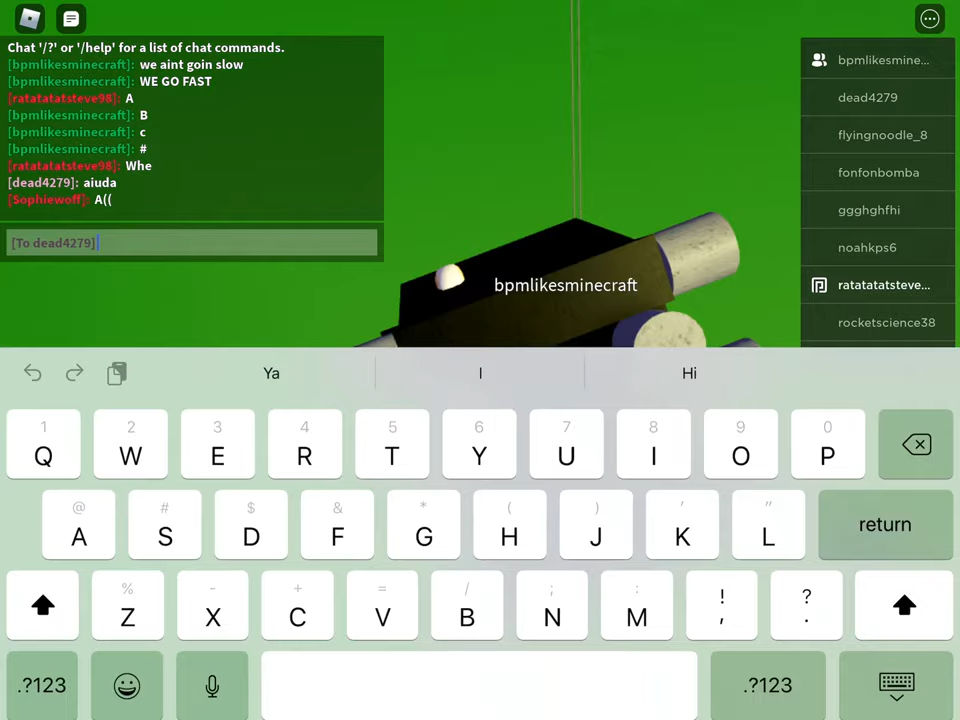 Chat '/?' or '/help' for a list of chat commands.
[bpmlikesminecraft]: we aint goin slow
[bpmlikesminecraft]: WE GO FAST
[ratatatatsteve98]: A
[bpmlikesminecraft]: B
[bpmlikesminecraft]: c
[bpmlikesminecraft]: #
[ratatatatsteve98]: Whe
[dead4279]: aiuda
[Sophiewoff]: A((
[To dead4279]
bpmlikesminecraft
bpmlikesmine...
dead4279
flyingnoodle_8
fonfonbomba
ggghghfhi
noahkps6
ratatatatsteve...
rocketscience38
Ya I Hi
1 2 3 4 5 6 7 8 9 0
Q W E R T Y U I O P
@ # $ & * ( ) ' "
A S D F G H J K L return
% - + = / ; : ! ?
Z X C V B N M , .
.?123 .?123